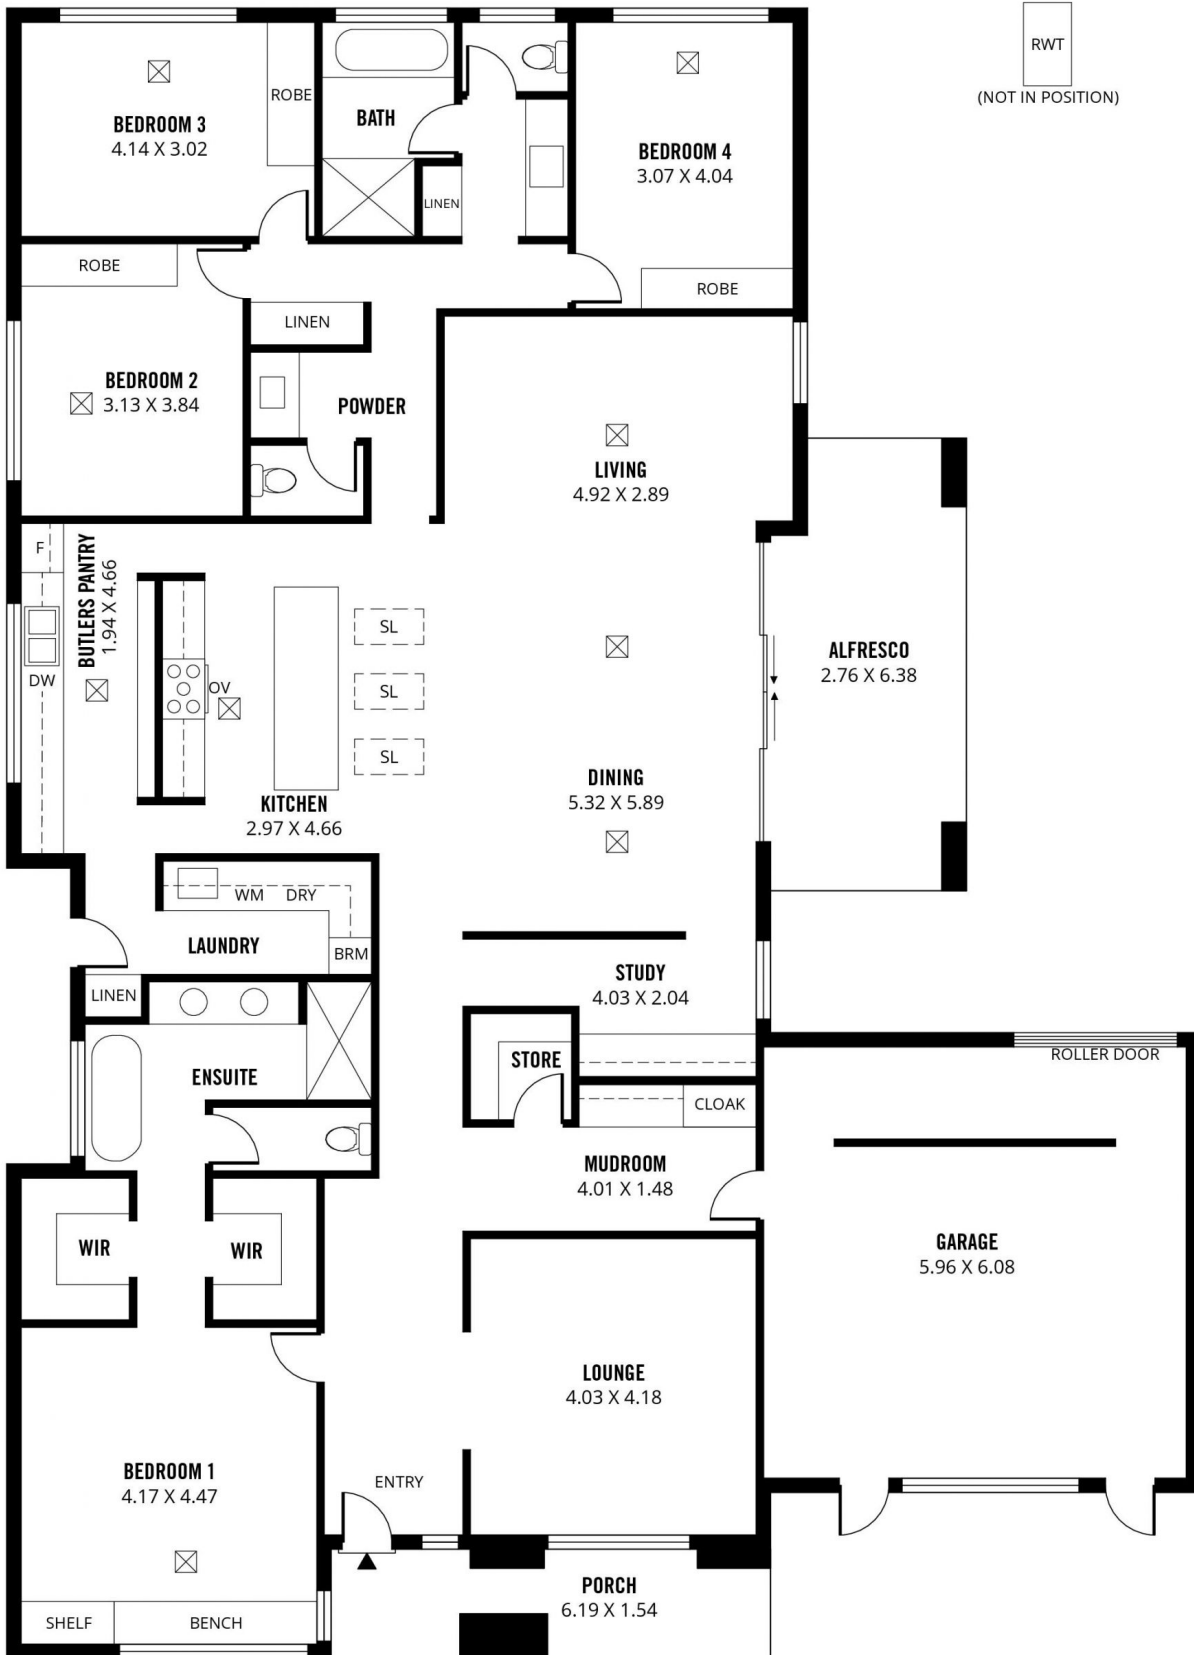 RWT
(NOT IN POSITION)
BEDROOM 3
4.14 X 3.02
ROBE
BATH
LINEN
BEDROOM 4
3.07 X 4.04
ROBE
ROBE
LINEN
BEDROOM 2
3.13 X 3.84
POWDER
LIVING
4.92 X 2.89
F
BUTLERS PANTRY
1.94 X 4.66
DW
OV
SL
SL
SL
KITCHEN
2.97 X 4.66
DINING
5.32 X 5.89
ALFRESCO
2.76 X 6.38
WM
DRY
LAUNDRY
BRM
LINEN
STUDY
4.03 X 2.04
STORE
CLOAK
ENSUITE
MUDROOM
4.01 X 1.48
ROLLER DOOR
WIR
WIR
GARAGE
5.96 X 6.08
LOUNGE
4.03 X 4.18
BEDROOM 1
4.17 X 4.47
ENTRY
SHELF
BENCH
PORCH
6.19 X 1.54